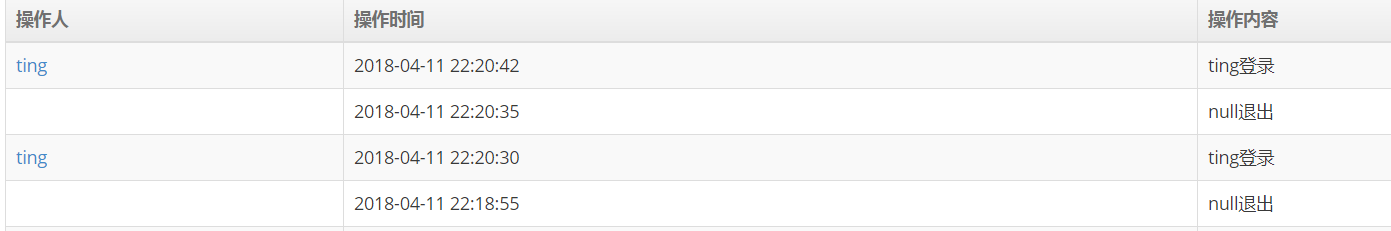 操作人 操作时间 操作内容
ting 2018-04-11 22:20:42 ting登录
2018-04-11 22:20:35 null退出
ting 2018-04-11 22:20:30 ting登录
2018-04-11 22:18:55 null退出